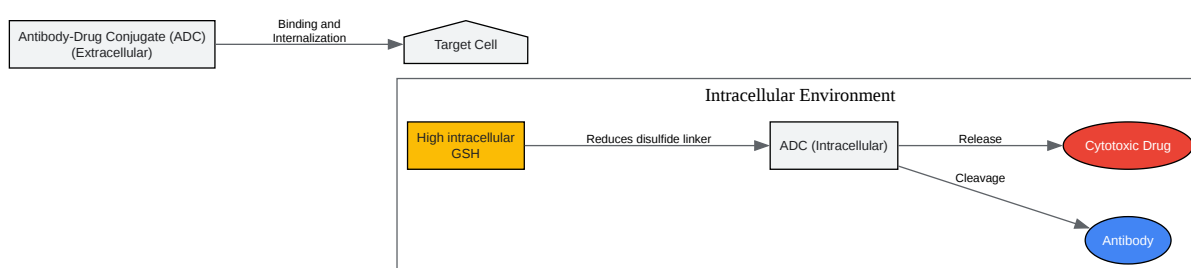 Antibody-Drug Conjugate (ADC)
(Extracellular)
Binding and
Internalization
Target Cell
Intracellular Environment
High intracellular
GSH
Reduces disulfide linker
ADC (Intracellular)
Release
Cytotoxic Drug
Cleavage
Antibody